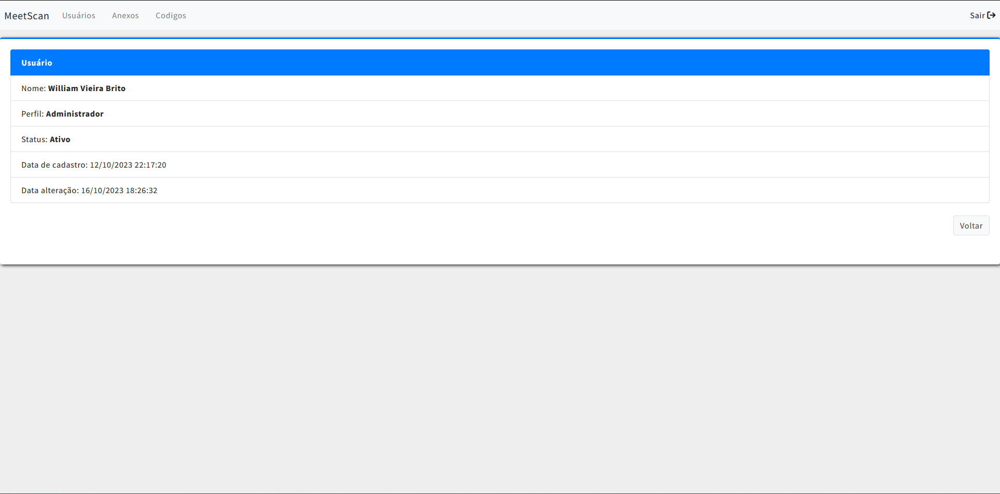 MeetScan Usuários Anexos Codigos Sair
Usuário
Nome: William Vieira Brito
Perfil: Administrador
Status: Ativo
Data de cadastro: 12/10/2023 22:17:20
Data alteração: 16/10/2023 18:26:32
Voltar